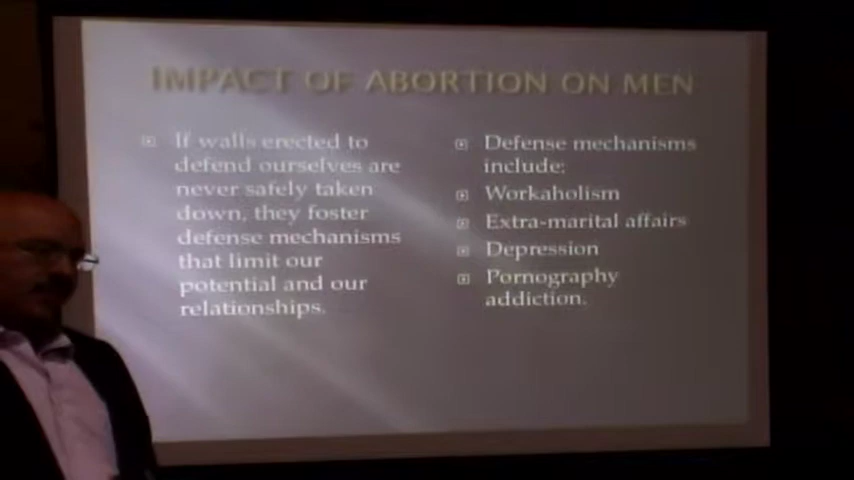 IMPACT OF ABORTION ON MEN
If walls erected to
defend ourselves are
never safely taken
down, they foster
defense mechanisms
that limit our
potential and our
relationships.
Defense mechanisms
include:
Workaholism
Extra-marital affairs
Depression
Pornography
addiction.